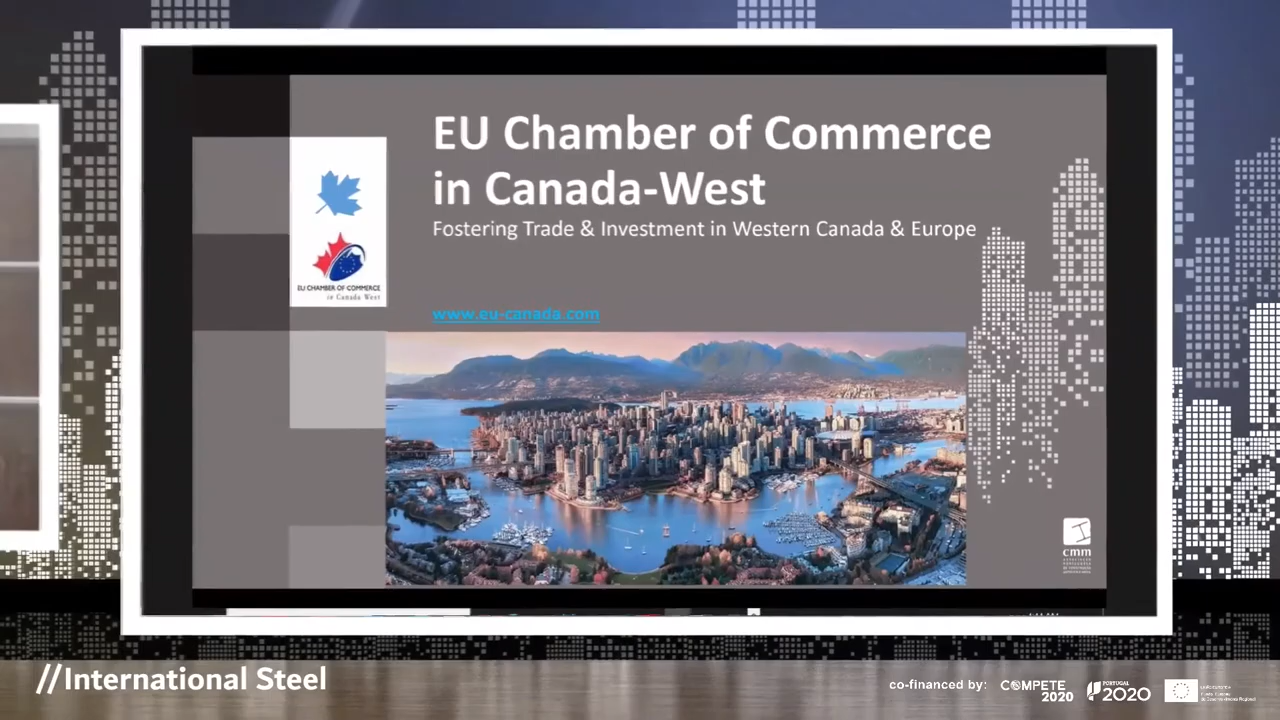 EU Chamber of Commerce
in Canada-West
Fostering Trade & Investment in Western Canada & Europe
EU CHAMBER OF COMMERCE
in Canada West
www.eu-canada.com
cmm
//International Steel
co-financed by:
COMPETE
2020
PORTUGAL
2020